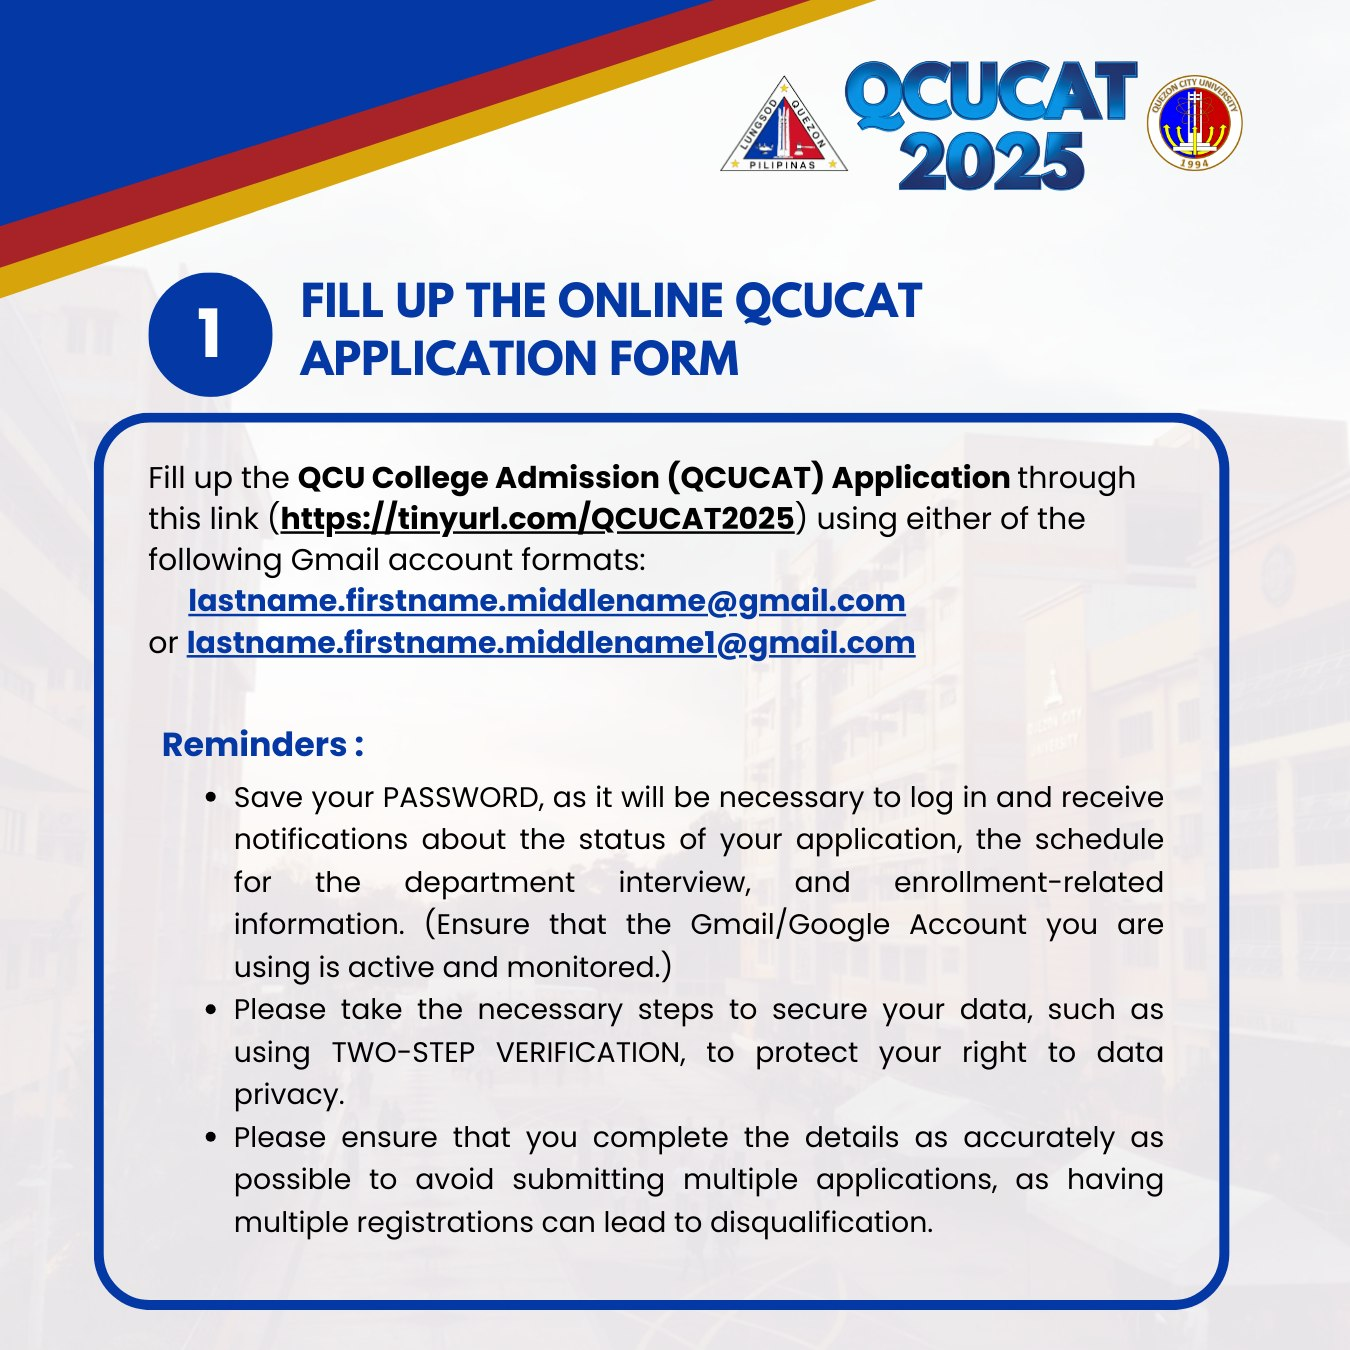 LUNGSOD QUEZON
PILIPINAS
QCUCAT
2025
QUEZON CITY UNIVERSITY
1994
1
FILL UP THE ONLINE QCUCAT
APPLICATION FORM
Fill up the QCU College Admission (QCUCAT) Application through
this link (https://tinyurl.com/QCUCAT2025) using either of the
following Gmail account formats:
lastname.firstname.middlename@gmail.com
or lastname.firstname.middlename1@gmail.com
QUEZON CITY
UNIVERSITY
Reminders :
• Save your PASSWORD, as it will be necessary to log in and receive
notifications about the status of your application, the schedule
for the department interview, and enrollment-related
information. (Ensure that the Gmail/Google Account you are
using is active and monitored.)
• Please take the necessary steps to secure your data, such as
using TWO-STEP VERIFICATION, to protect your right to data
privacy.
• Please ensure that you complete the details as accurately as
possible to avoid submitting multiple applications, as having
multiple registrations can lead to disqualification.